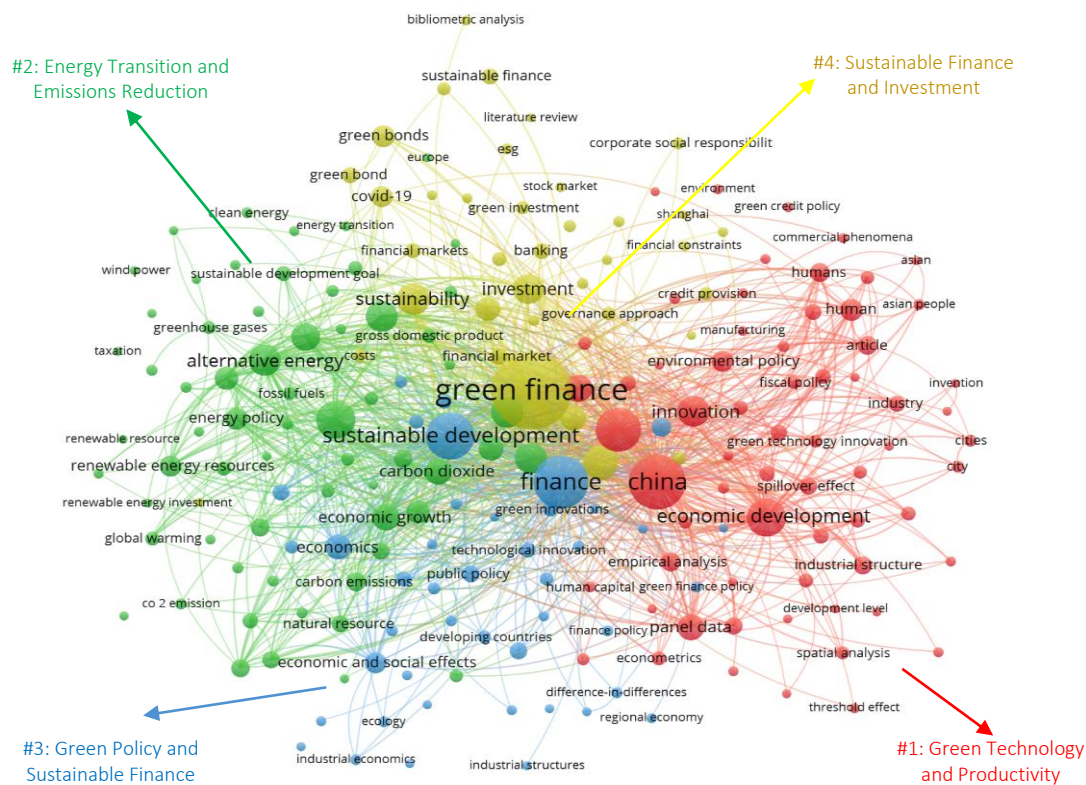 bibliometric analysis
#2: Energy Transition and
Emissions Reduction
#4: Sustainable Finance
and Investment
sustainable finance
literature review
green bonds
corporate social responsibilit
esg
europe
green bond
stock market
environment
covid-19
green investment
green credit policy
clean energy
shanghai
energy transition
commercial phenomena
financial markets
banking
financial constraints
asian
wind power
sustainable development goal
humans
sustainability
investment
credit provision
human
asian people
governance approach
greenhouse gases
gross domestic product
manufacturing
article
taxation
alternative energy
costs
financial market
environmental policy
fiscal policy
invention
fossil fuels
green finance
industry
energy policy
innovation
renewable resource
sustainable development
green technology innovation
cities
renewable energy resources
carbon dioxide
city
finance
china
spillover effect
renewable energy investment
green innovations
economic growth
economic development
global warming
economics
technological innovation
empirical analysis
industrial structure
carbon emissions
public policy
human capital
green finance policy
co 2 emission
development level
natural resource
developing countries
finance policy
panel data
spatial analysis
economic and social effects
econometrics
difference-in-differences
threshold effect
ecology
regional economy
#3: Green Policy and
Sustainable Finance
industrial economics
industrial structures
#1: Green Technology
and Productivity